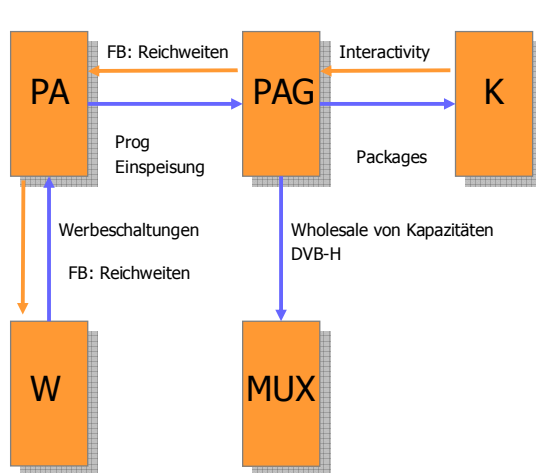 FB: Reichweiten
Interactivity
PA
PAG
K
Prog
Einspeisung
Packages
Werbeschaltungen
FB: Reichweiten
Wholesale von Kapazitäten
DVB-H
W
MUX